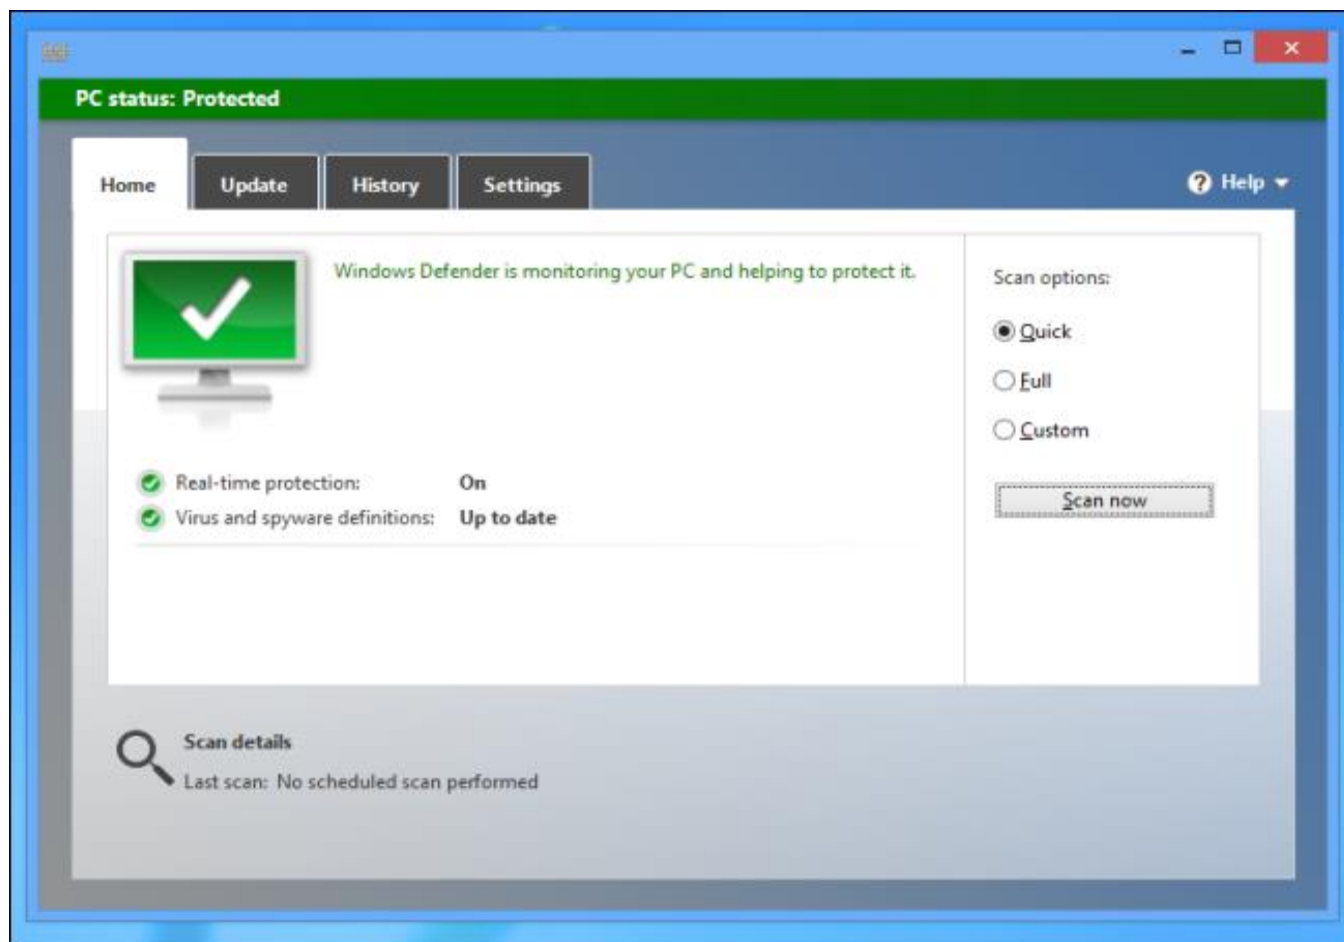 PC status: Protected
Home
Update
History
Settings
Help
Windows Defender is monitoring your PC and helping to protect it.
Scan options:
Quick
Full
Custom
Scan now
Real-time protection: On
Virus and spyware definitions: Up to date
Scan details
Last scan: No scheduled scan performed